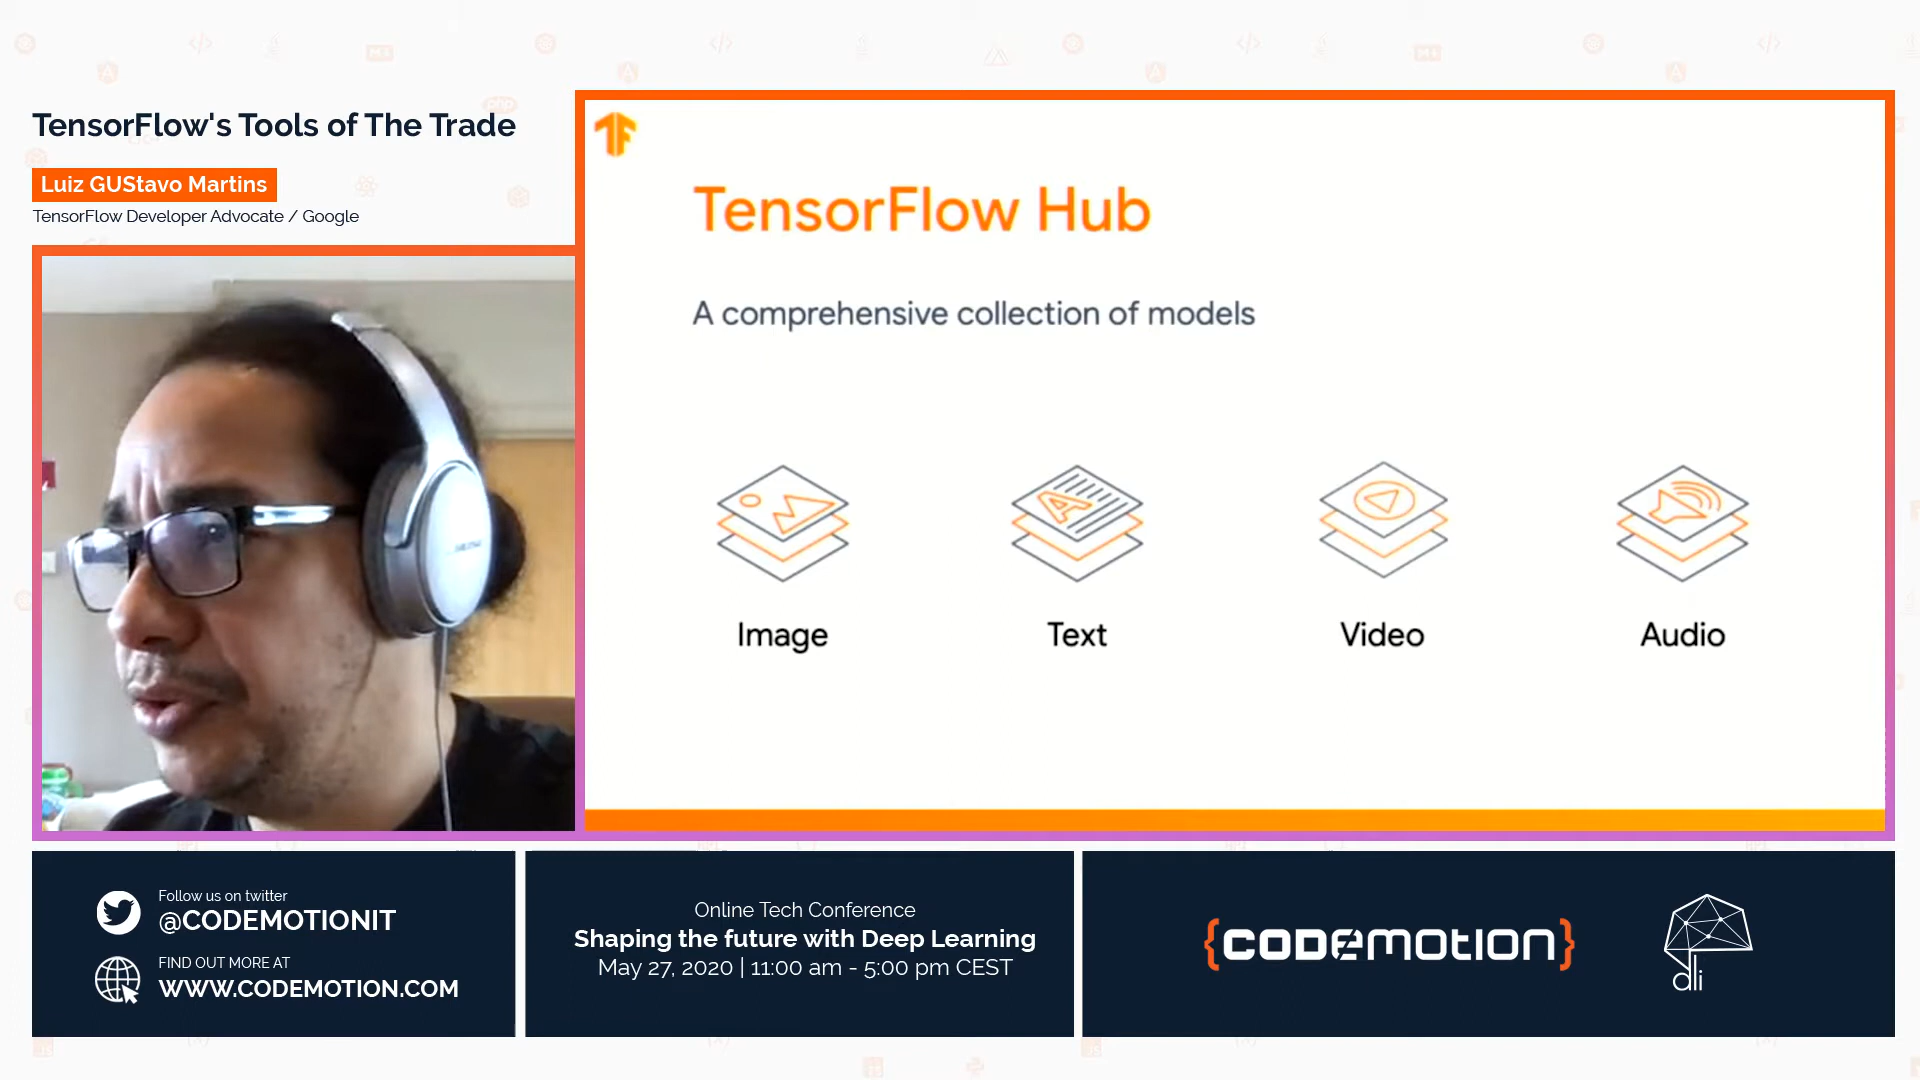 TensorFlow's Tools of The Trade
Luiz GUStavo Martins
TensorFlow Developer Advocate / Google
TensorFlow Hub
A comprehensive collection of models
Image
Text
Video
Audio
Follow us on twitter
@CODEMOTIONIT
FIND OUT MORE AT
WWW.CODEMOTION.COM
Online Tech Conference
Shaping the future with Deep Learning
May 27, 2020 | 11:00 am - 5:00 pm CEST
{CODEMOTION}
dli